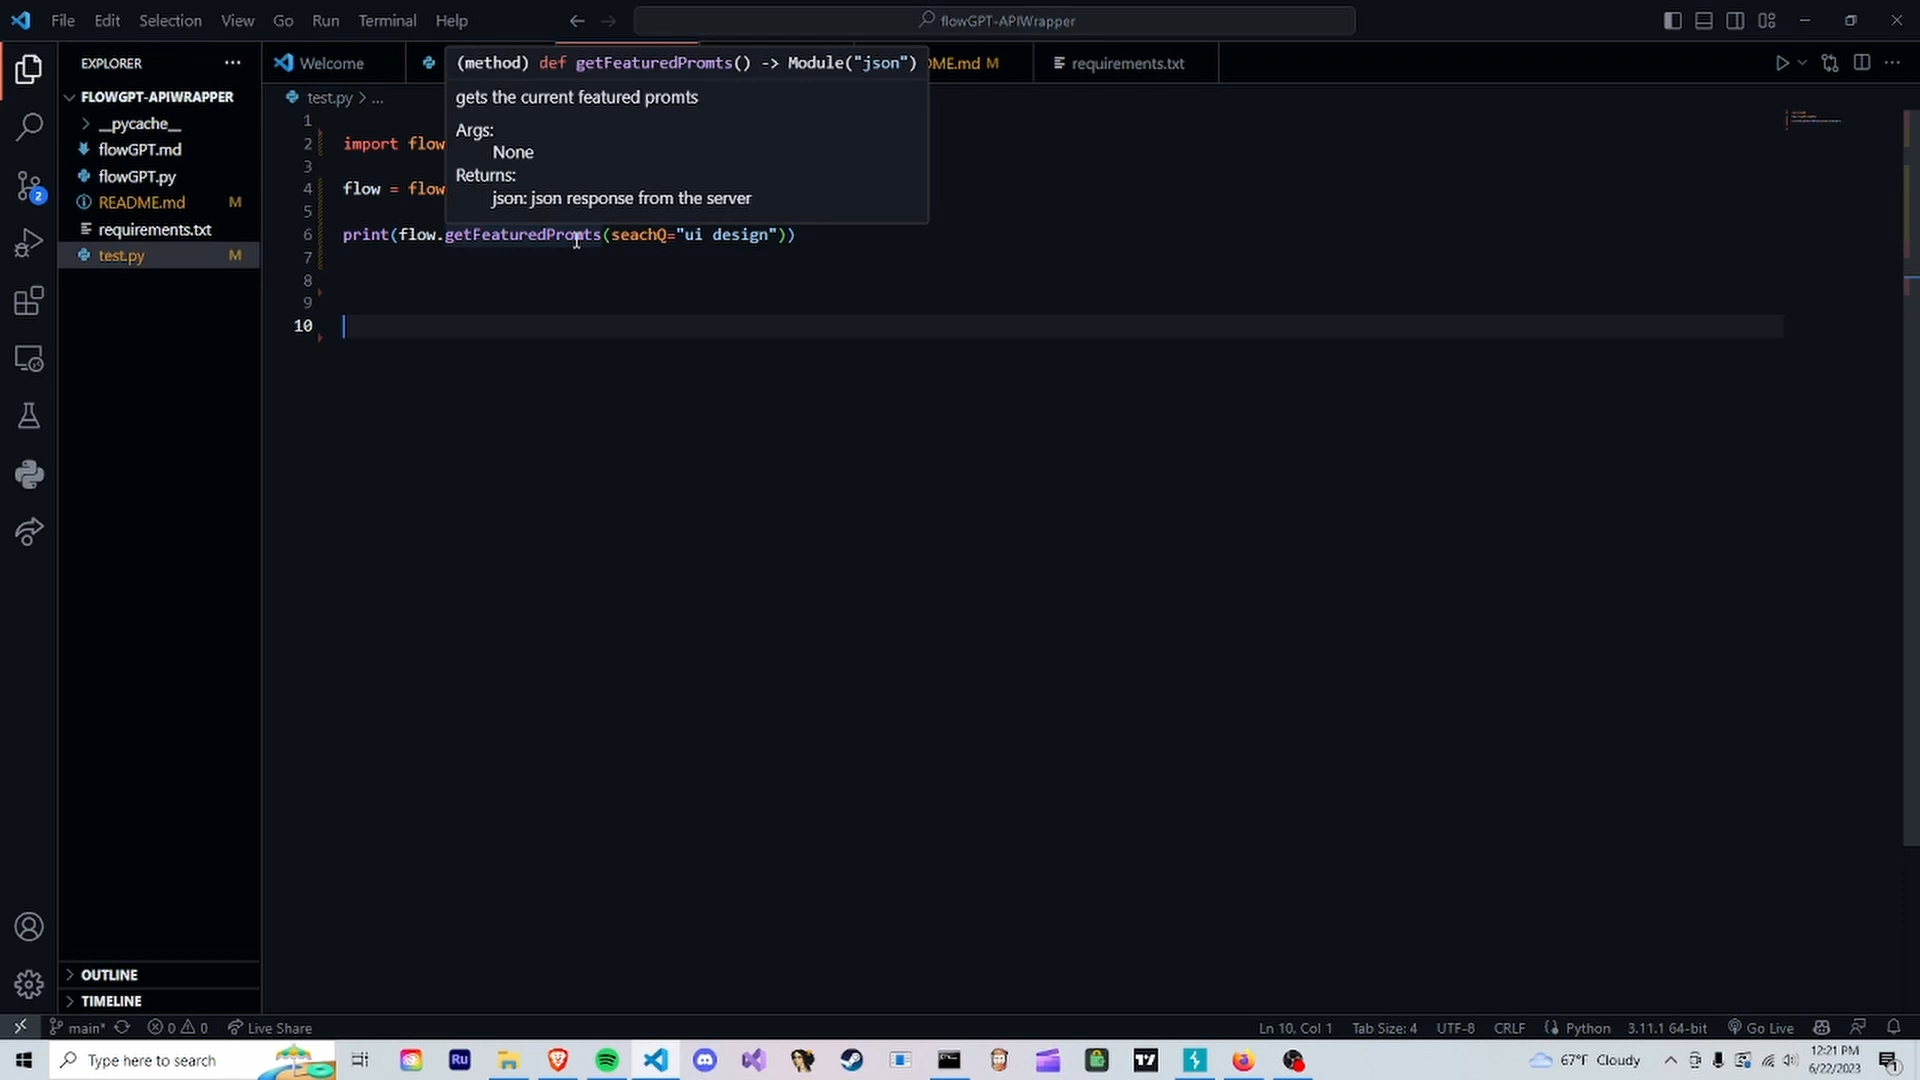 File Edit Selection View Go Run Terminal Help
flowGPT-APIWrapper
EXPLORER
Welcome
ME.md M
requirements.txt
FLOWGPT-APIWRAPPER
__pycache__
flowGPT.md
flowGPT.py
README.md M
requirements.txt
test.py M
OUTLINE
TIMELINE
test.py > ...
(method) def getFeaturedPromts() -> Module("json")
gets the current featured promts
Args:
None
Returns:
json: json response from the server
1
2 import flow
3
4 flow = flow
5
6 print(flow.getFeaturedPromts(seachQ="ui design"))
7
8
9
10
2
main* 0 0 Live Share
Ln 10, Col 1 Tab Size: 4 UTF-8 CRLF Python 3.11.1 64-bit Go Live
Type here to search
Ru
67°F Cloudy
12:21 PM
6/22/2023
1